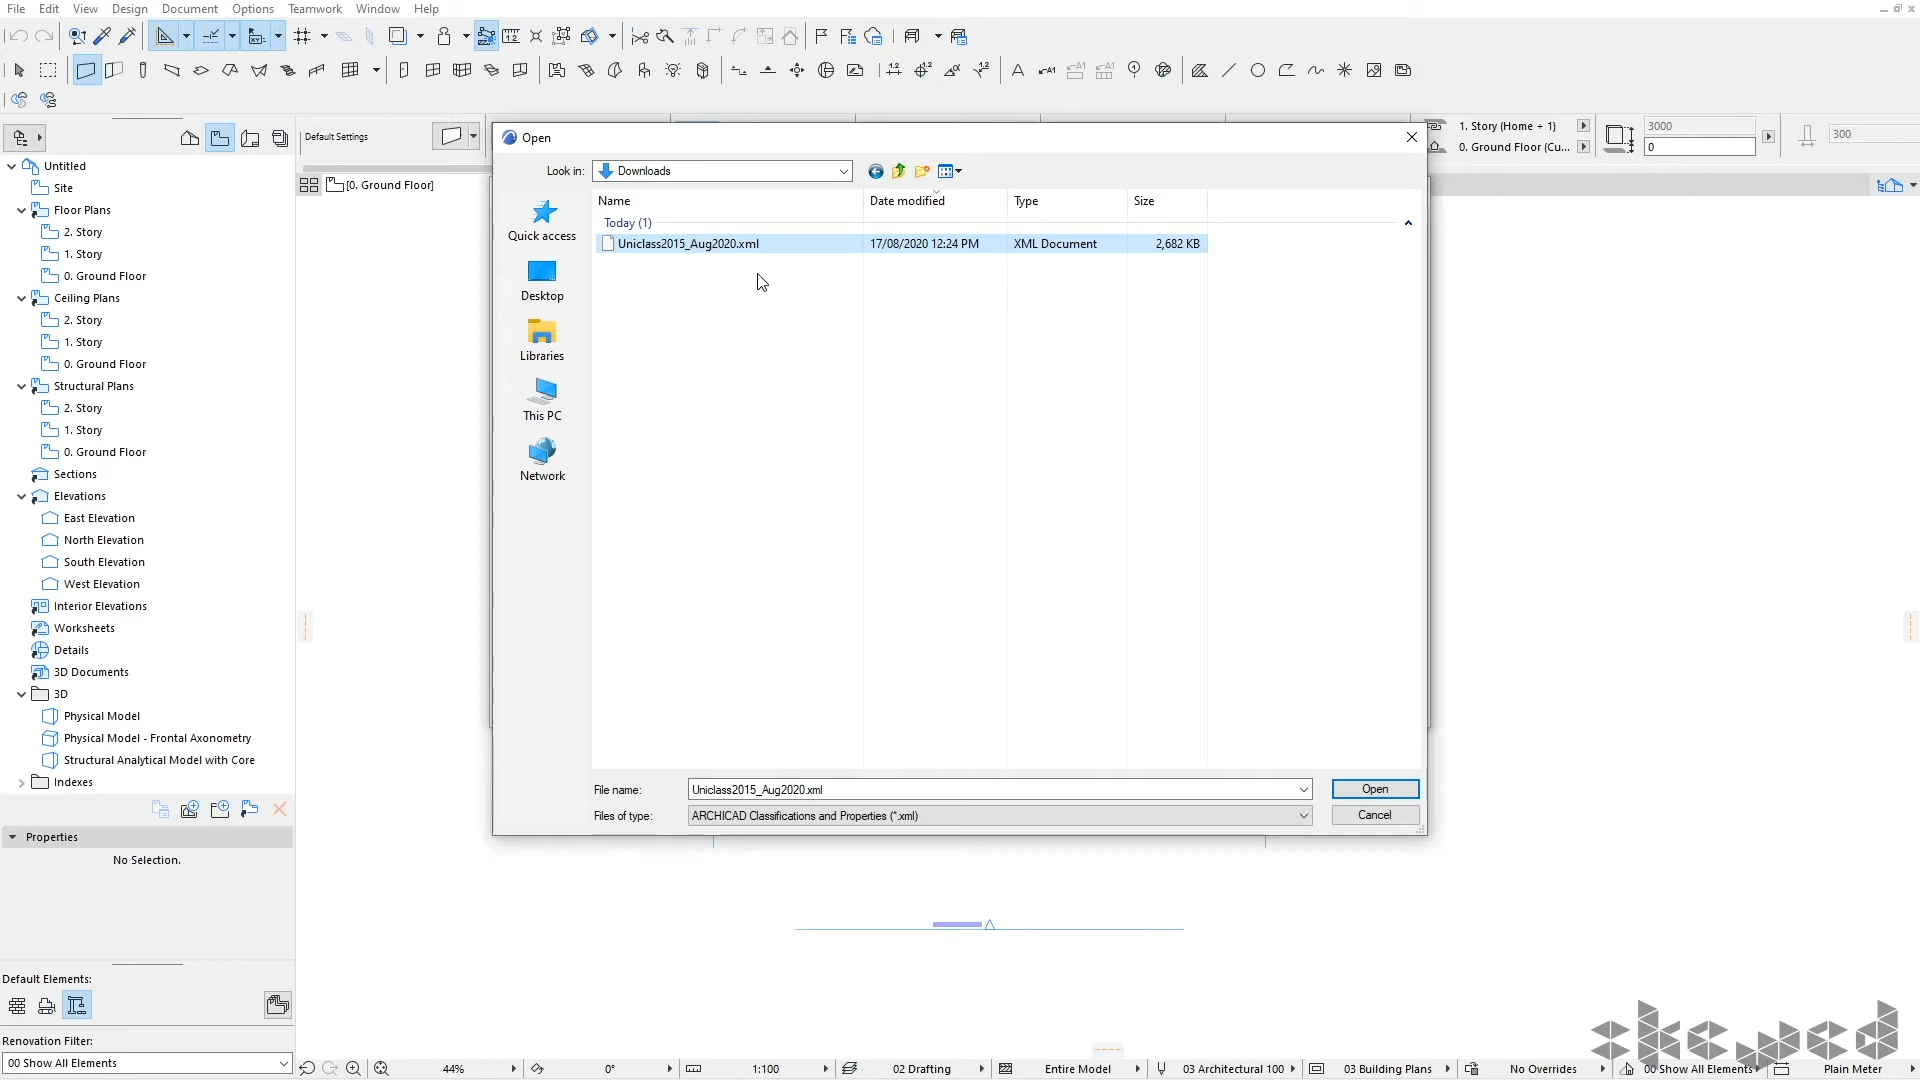 File Edit View Design Document Options Teamwork Window Help
Default Settings
Untitled
Site
Floor Plans
2. Story
1. Story
0. Ground Floor
Ceiling Plans
2. Story
1. Story
0. Ground Floor
Structural Plans
2. Story
1. Story
0. Ground Floor
Sections
Elevations
East Elevation
North Elevation
South Elevation
West Elevation
Interior Elevations
Worksheets
Details
3D Documents
3D
Physical Model
Physical Model - Frontal Axonometry
Structural Analytical Model with Core
Indexes
Properties
No Selection.
Default Elements:
Renovation Filter:
00 Show All Elements
[0. Ground Floor]
Open
Look in: Downloads
Quick access
Desktop
Libraries
This PC
Network
Name Date modified Type Size
Today (1)
Uniclass2015_Aug2020.xml 17/08/2020 12:24 PM XML Document 2,682 KB
File name: Uniclass2015_Aug2020.xml Open
Files of type: ARCHICAD Classifications and Properties (*.xml) Cancel
1. Story (Home + 1) 3000
0. Ground Floor (Cu... 0
300
44% 0° 1:100 02 Drafting Entire Model 03 Architectural 100 03 Building Plans No Overrides 00 Show All Elements Plain Meter
skewed